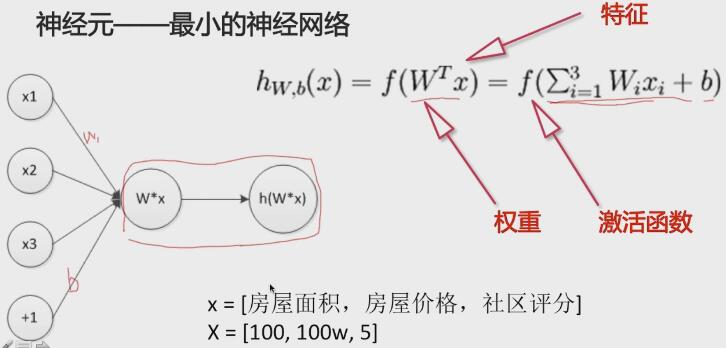 神经元——最小的神经网络
特征
h_{W,b}(x) = f(W^T x) = f(∑_{i=1}^3 W_i x_i + b)
x1
W₁
x2
W*x
h(W*x)
x3
权重
激活函数
b
+1
x = [房屋面积，房屋价格，社区评分]
X = [100, 100w, 5]